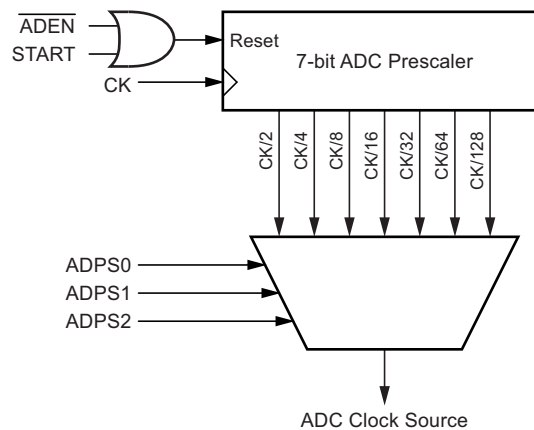 ADEN
START
CK
Reset
7-bit ADC Prescaler
CK/2
CK/4
CK/8
CK/16
CK/32
CK/64
CK/128
ADPS0
ADPS1
ADPS2
ADC Clock Source